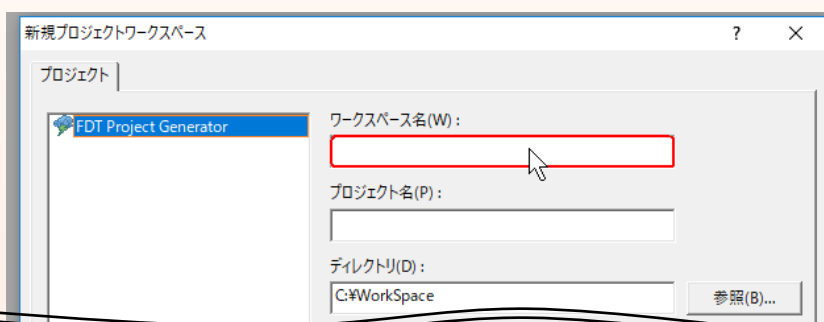 新規プロジェクトワークスペース ? ×
プロジェクト
FDT Project Generator
ワークスペース名(W) :
プロジェクト名(P) :
ディレクトリ(D) :
C:¥WorkSpace
参照(B)...